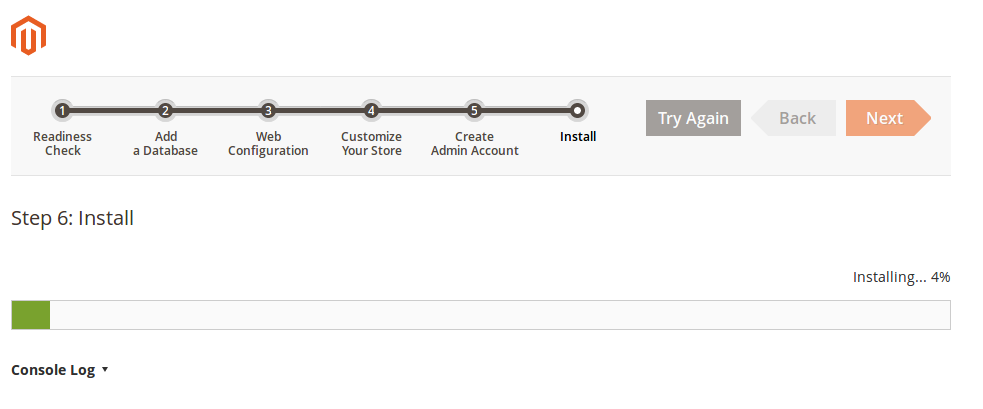 1 2 3 4 5
Readiness Add Web Customize Create Install
Check a Database Configuration Your Store Admin Account
Try Again Back Next
Step 6: Install
Installing... 4%
Console Log